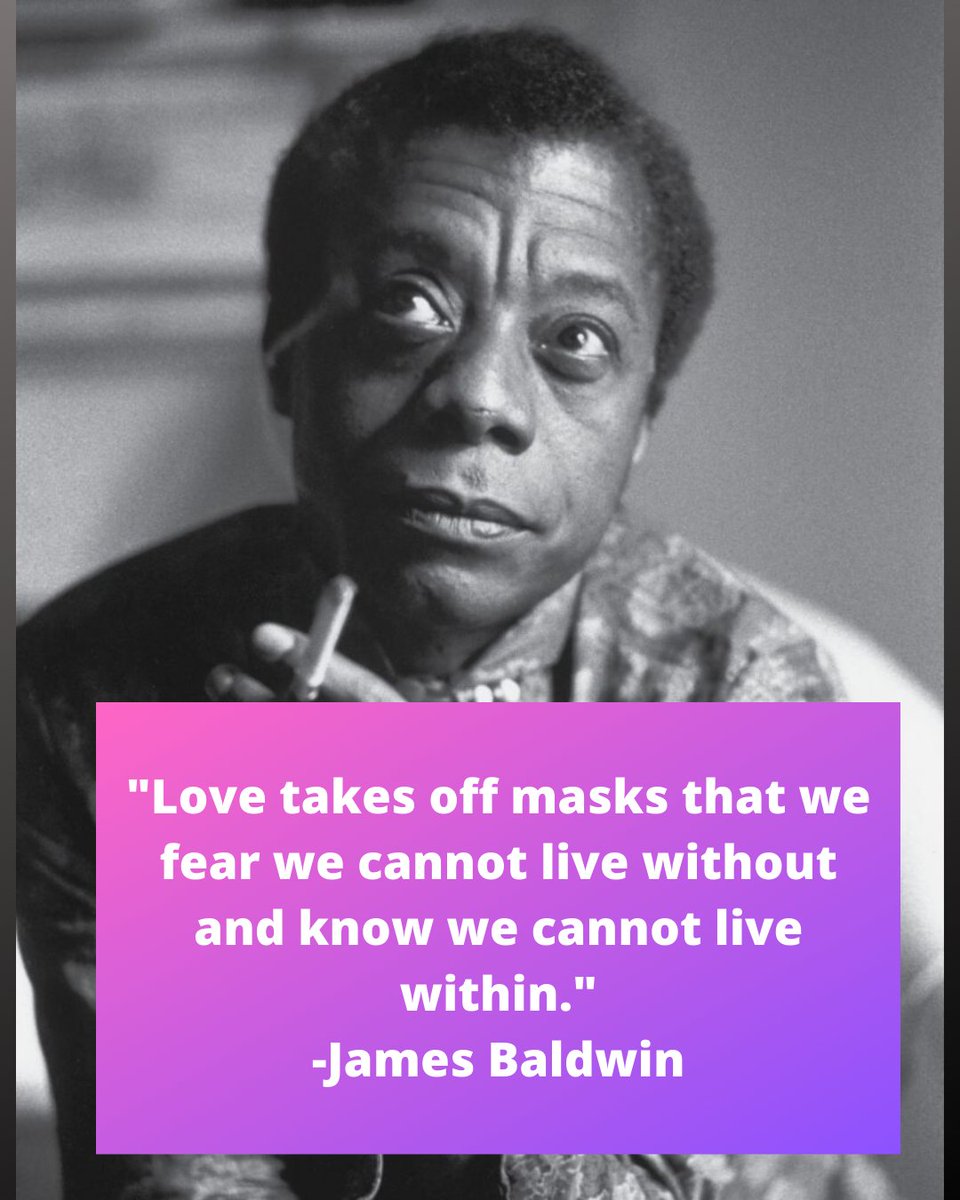 "Love takes off masks that we
fear we cannot live without
and know we cannot live
within."
-James Baldwin